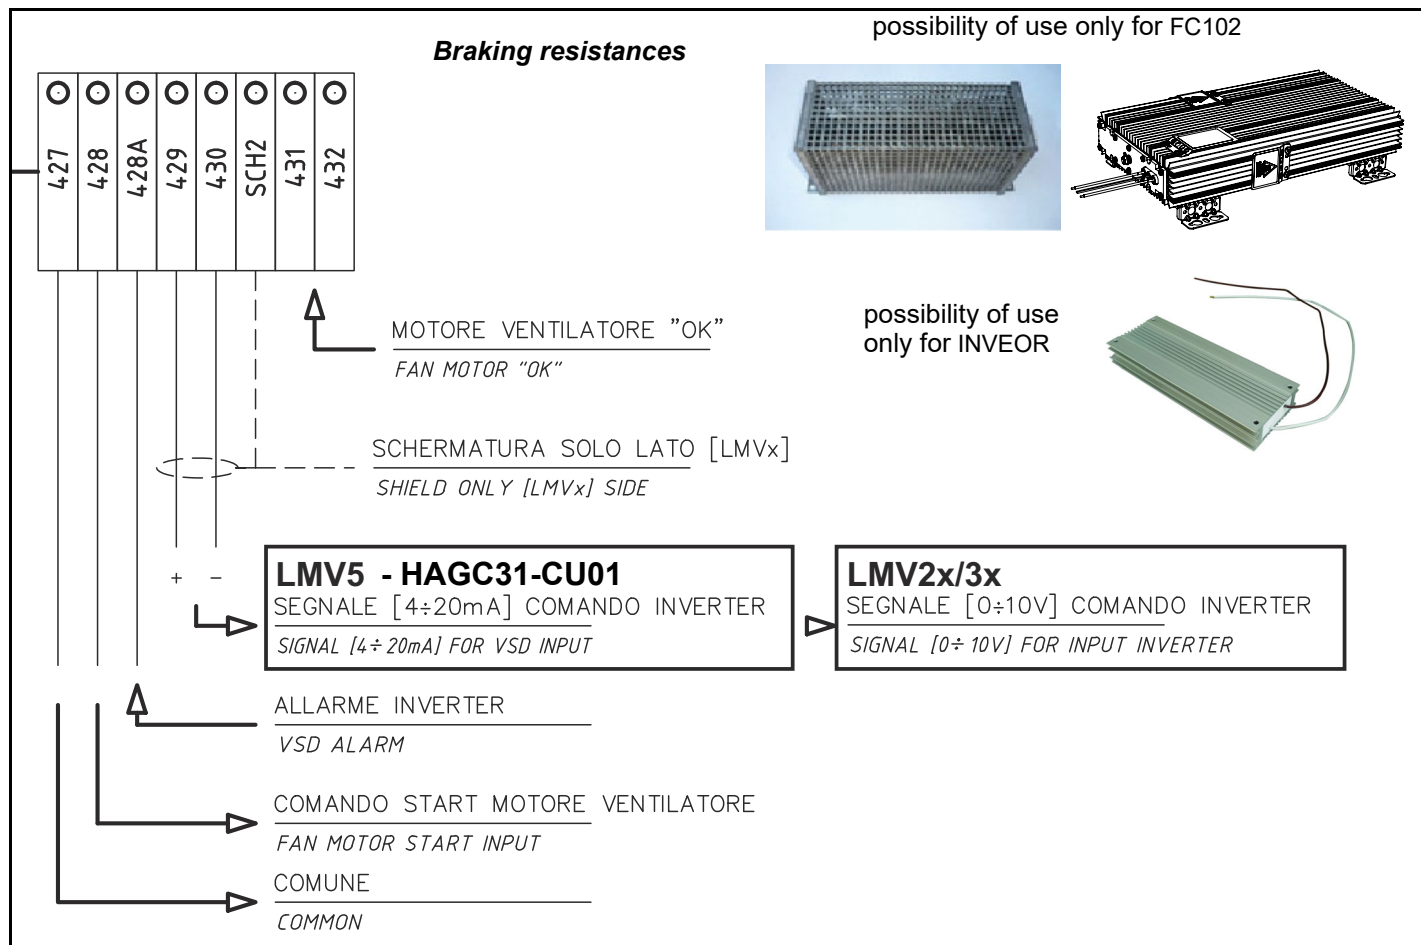 possibility of use only for FC102
Braking resistances
427
428
428A
429
430
SCH2
431
432
MOTORE VENTILATORE "OK"
FAN MOTOR "OK"
possibility of use
only for INVEOR
SCHERMATURA SOLO LATO [LMVx]
SHIELD ONLY [LMVx] SIDE
+ −
LMV5 - HAGC31-CU01
SEGNALE [4÷20mA] COMANDO INVERTER
SIGNAL [4÷20mA] FOR VSD INPUT
LMV2x/3x
SEGNALE [0÷10V] COMANDO INVERTER
SIGNAL [0÷ 10V] FOR INPUT INVERTER
ALLARME INVERTER
VSD ALARM
COMANDO START MOTORE VENTILATORE
FAN MOTOR START INPUT
COMUNE
COMMON